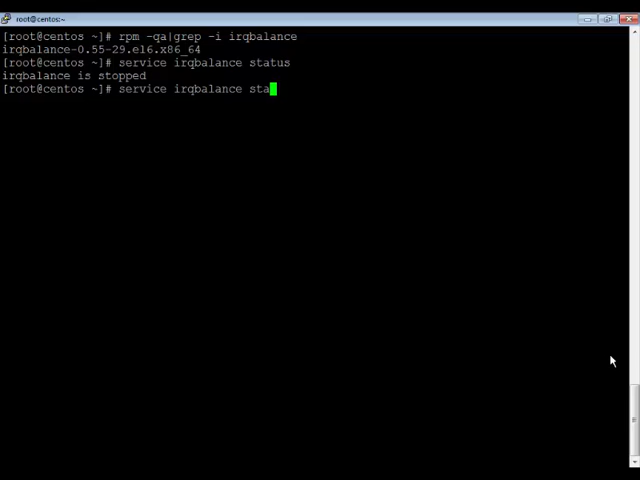 root@centos:~
[root@centos ~]# rpm -qa|grep -i irqbalance
irqbalance-0.55-29.el6.x86_64
[root@centos ~]# service irqbalance status
irqbalance is stopped
[root@centos ~]# service irqbalance sta